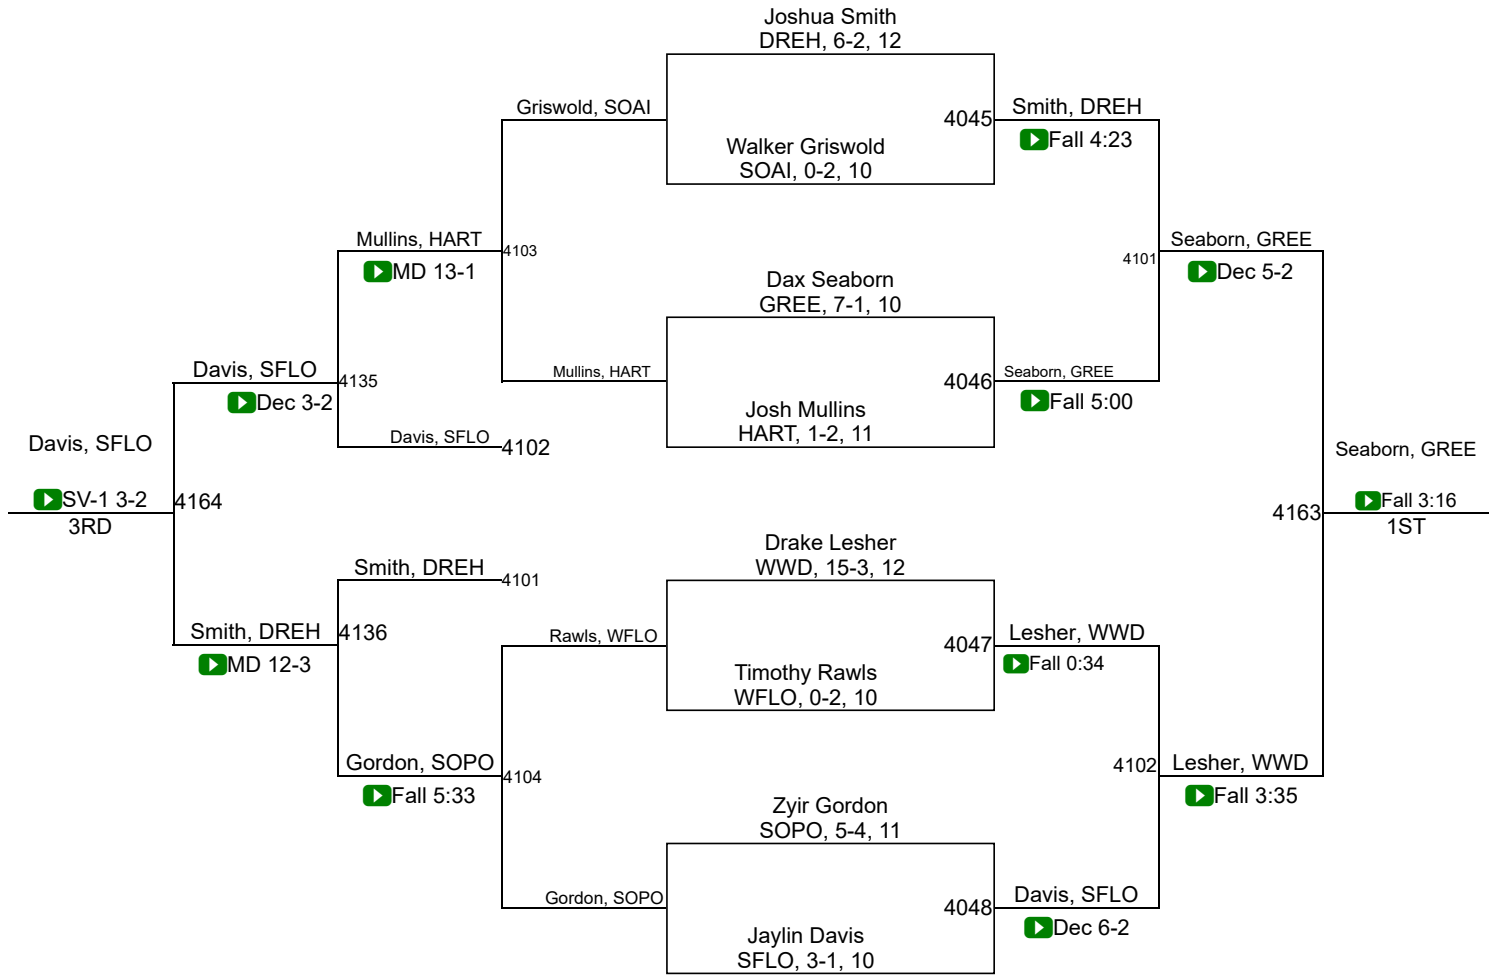 Joshua Smith
DREH, 6-2, 12
Griswold, SOAI
4045
Smith, DREH
Fall 4:23
Walker Griswold
SOAI, 0-2, 10
Mullins, HART
4103
MD 13-1
4101
Seaborn, GREE
Dec 5-2
Dax Seaborn
GREE, 7-1, 10
Davis, SFLO
4135
Dec 3-2
Mullins, HART
4046
Seaborn, GREE
Fall 5:00
Josh Mullins
HART, 1-2, 11
Davis, SFLO
4102
Davis, SFLO
SV-1 3-2
4164
3RD
Seaborn, GREE
4163
Fall 3:16
1ST
Drake Lesher
WWD, 15-3, 12
Smith, DREH
4101
Smith, DREH
4136
MD 12-3
Rawls, WFLO
4047
Lesher, WWD
Fall 0:34
Timothy Rawls
WFLO, 0-2, 10
Gordon, SOPO
4104
Fall 5:33
4102
Lesher, WWD
Fall 3:35
Zyir Gordon
SOPO, 5-4, 11
Gordon, SOPO
4048
Davis, SFLO
Dec 6-2
Jaylin Davis
SFLO, 3-1, 10